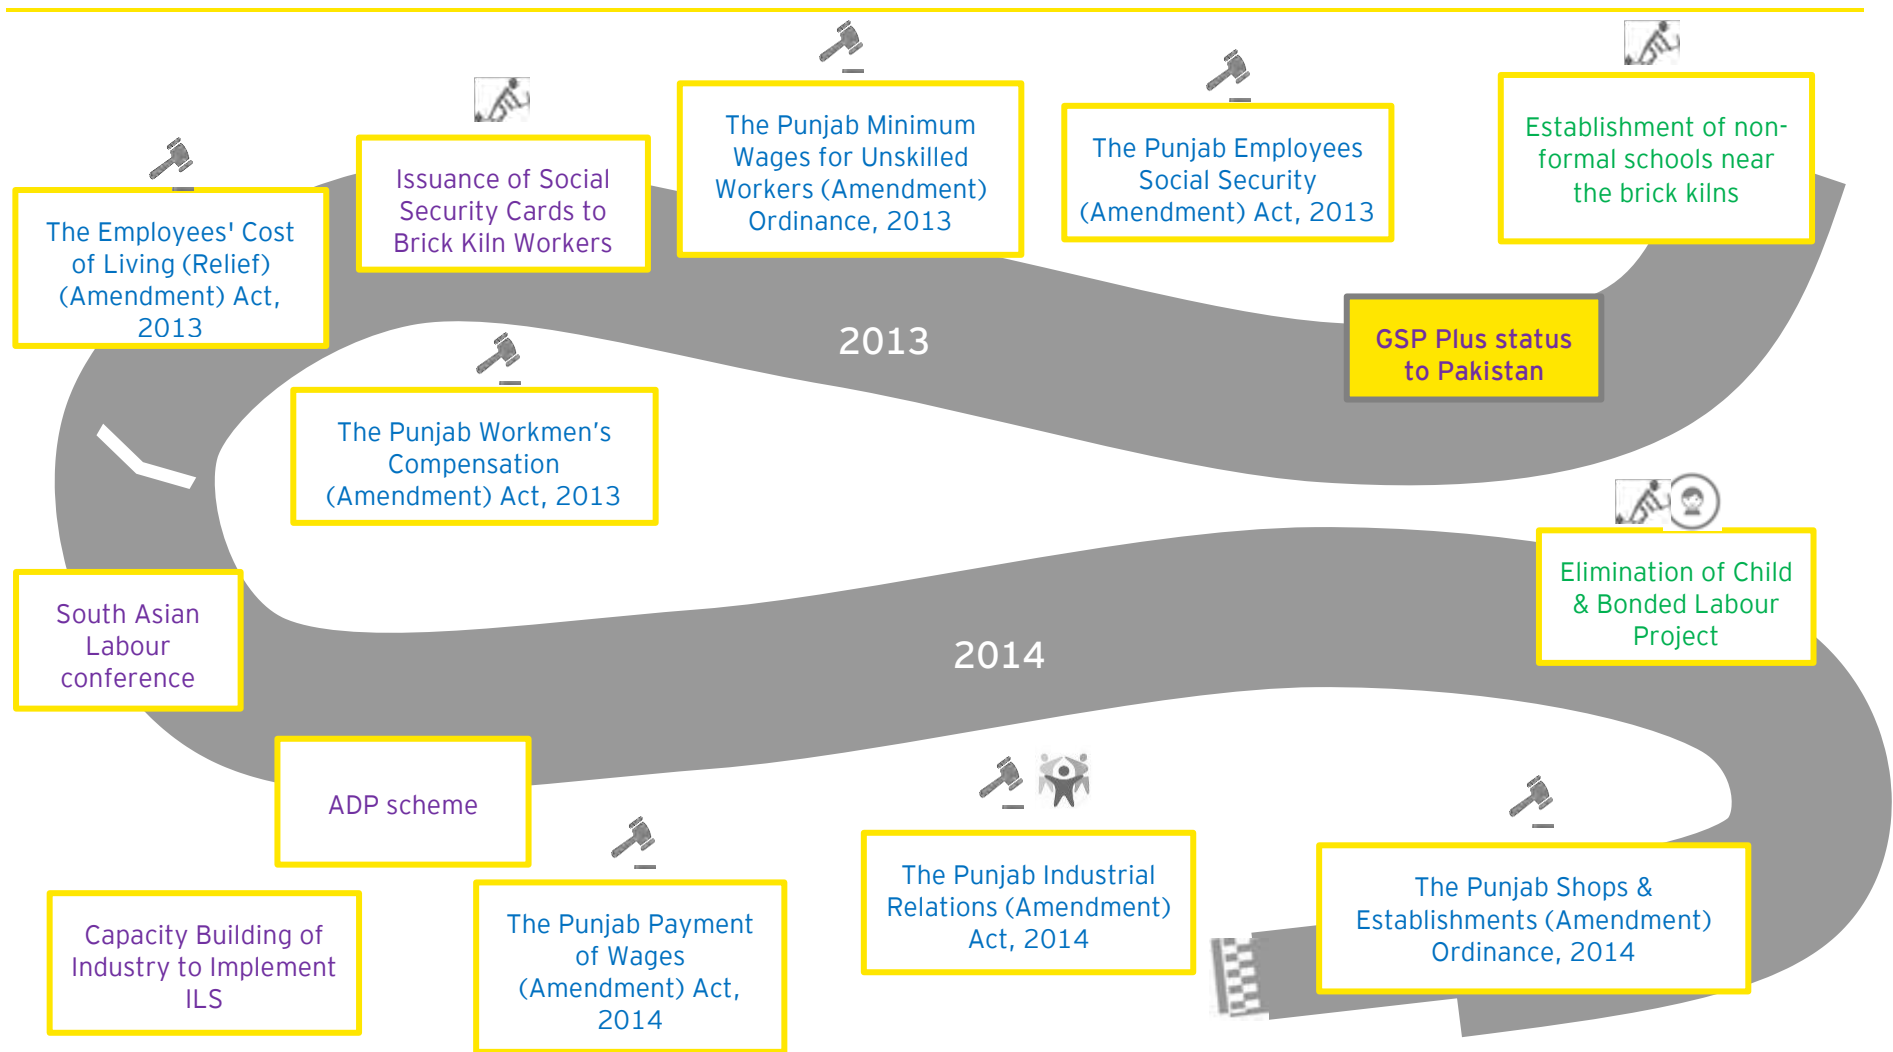 The Employees' Cost
of Living (Relief)
(Amendment) Act,
2013
Issuance of Social
Security Cards to
Brick Kiln Workers
The Punjab Minimum
Wages for Unskilled
Workers (Amendment)
Ordinance, 2013
The Punjab Employees
Social Security
(Amendment) Act, 2013
Establishment of non-
formal schools near
the brick kilns
2013
GSP Plus status
to Pakistan
The Punjab Workmen’s
Compensation
(Amendment) Act, 2013
South Asian
Labour
conference
2014
Elimination of Child
& Bonded Labour
Project
ADP scheme
Capacity Building of
Industry to Implement
ILS
The Punjab Payment
of Wages
(Amendment) Act,
2014
The Punjab Industrial
Relations (Amendment)
Act, 2014
The Punjab Shops &
Establishments (Amendment)
Ordinance, 2014